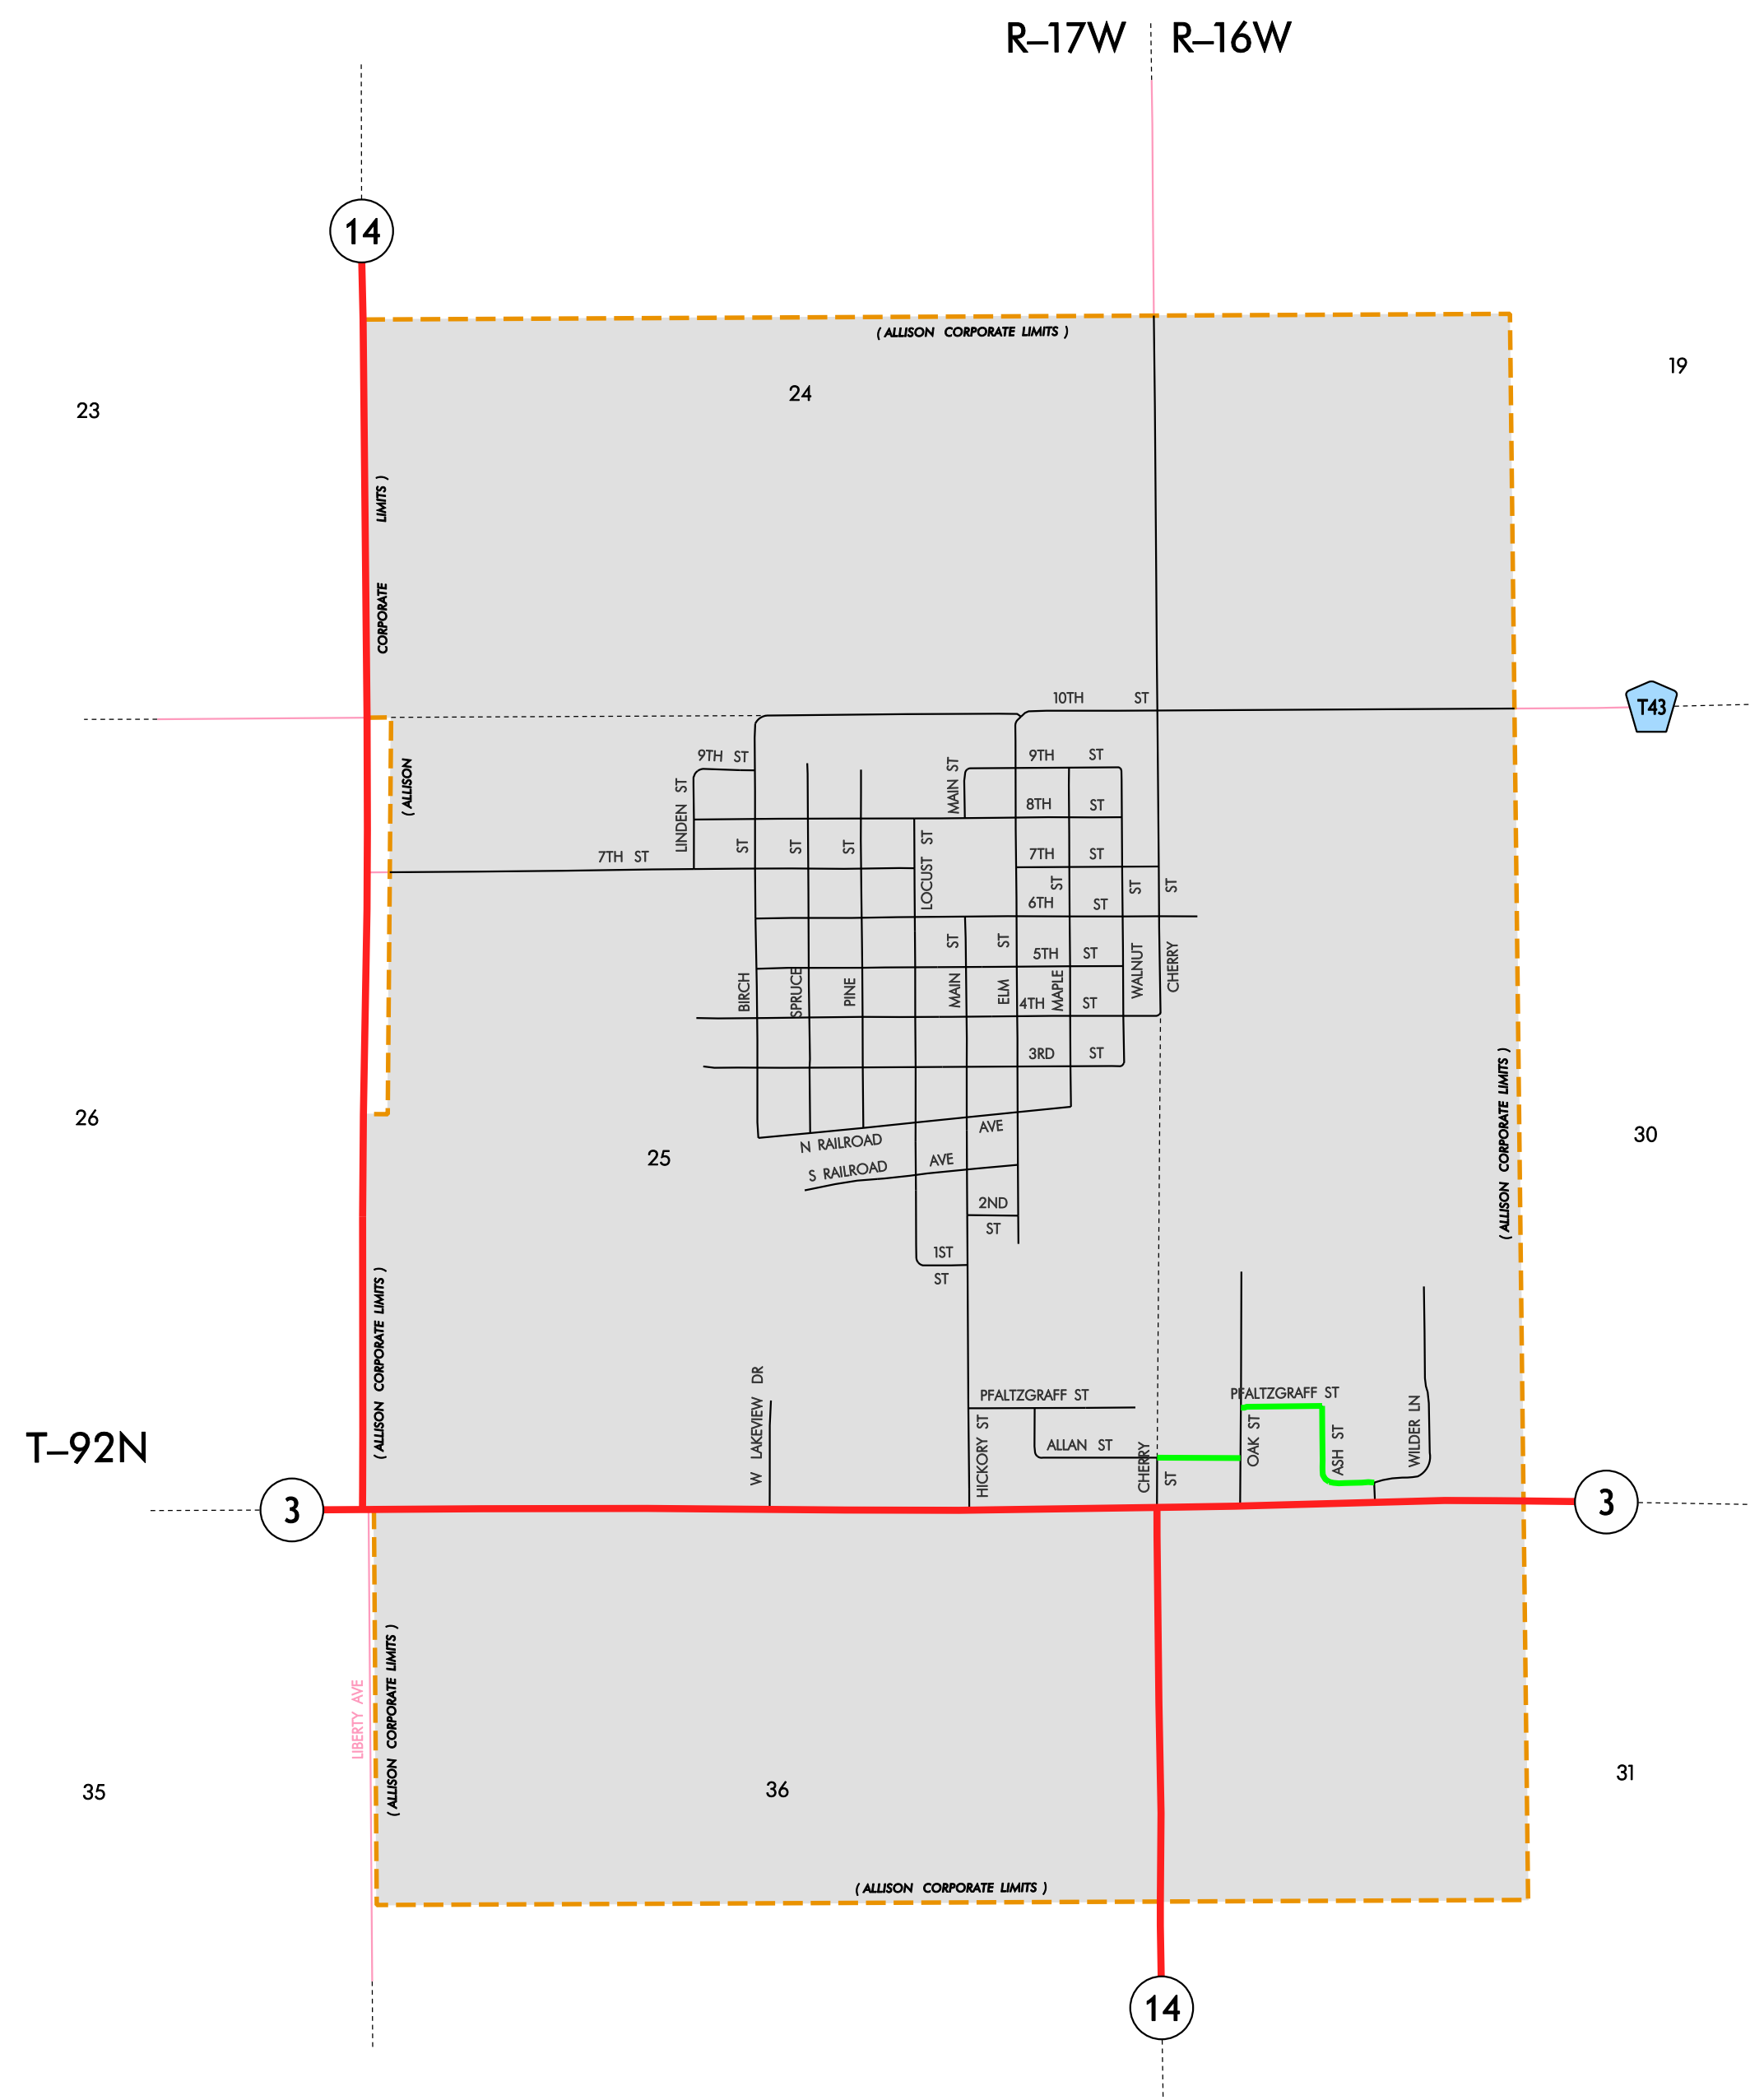 R–17W R–16W
14
( ALLISON CORPORATE LIMITS )
19
24
23
LIMITS )
CORPORATE
( ALLISON
10TH ST
T43
9TH ST
MAIN ST
9TH ST
LINDEN ST
8TH ST
ST
ST
ST
LOCUST ST
7TH ST
7TH ST
ST
ST
ST
6TH ST
ST
ST
5TH ST
BIRCH
SPRUCE
PINE
MAIN
ELM
MAPLE
WALNUT
CHERRY
4TH ST
3RD ST
( ALLISON CORPORATE LIMITS )
26
30
N RAILROAD AVE
25
S RAILROAD AVE
2ND
ST
1ST
ST
( ALLISON CORPORATE LIMITS )
W LAKEVIEW DR
PFALTZGRAFF ST
PFALTZGRAFF ST
HICKORY ST
ALLAN ST
CHERRY
ST
OAK ST
ASH ST
WILDER LN
T–92N
3
3
LIBERTY AVE
( ALLISON CORPORATE LIMITS )
35
36
31
( ALLISON CORPORATE LIMITS )
14